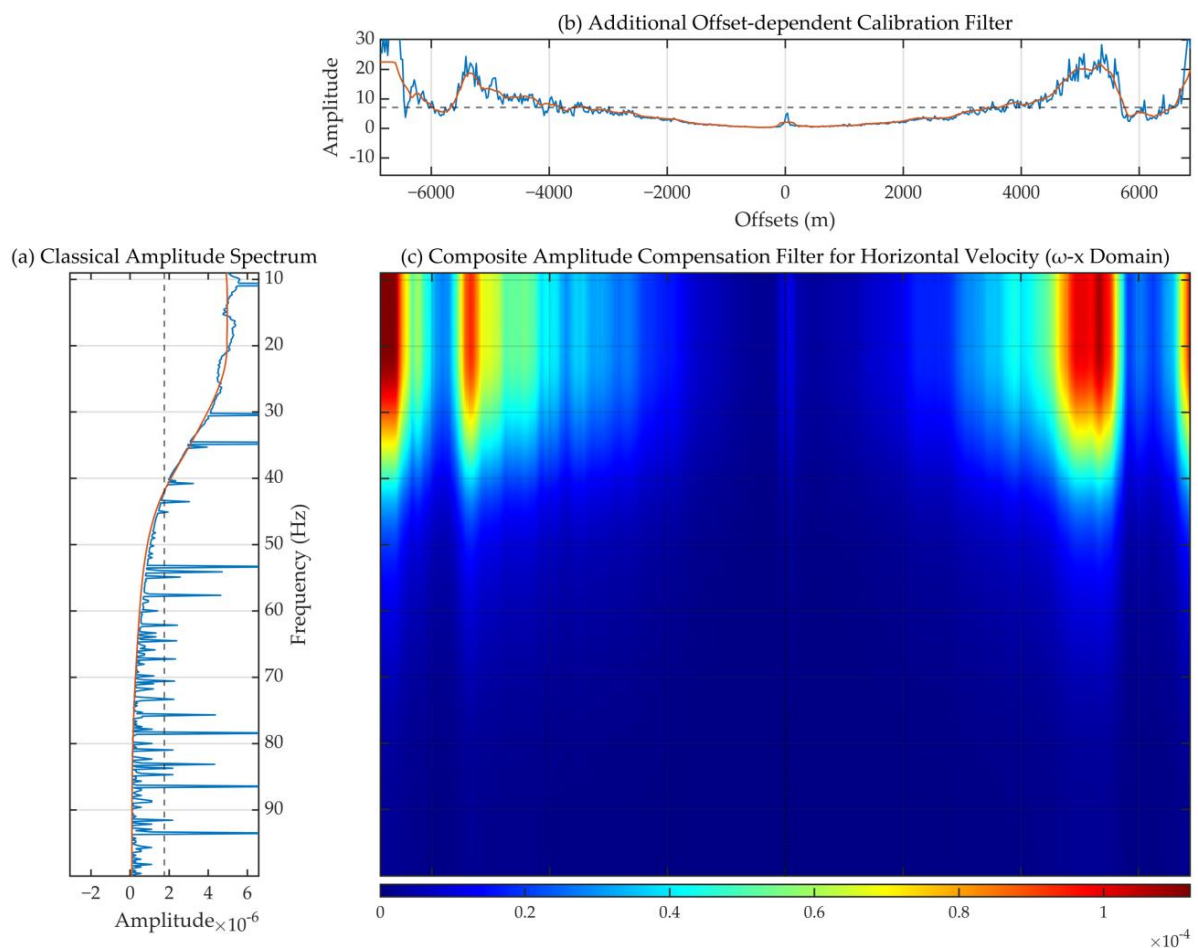 (b) Additional Offset-dependent Calibration Filter
30
20
10
0
-10
Amplitude
−6000 −4000 −2000 0 2000 4000 6000
Offsets (m)
(a) Classical Amplitude Spectrum
10
20
30
40
50
60
70
80
90
Frequency (Hz)
−2 0 2 4 6
Amplitude ×10⁻⁶
(c) Composite Amplitude Compensation Filter for Horizontal Velocity (ω-x Domain)
0 0.2 0.4 0.6 0.8 1
×10⁻⁴